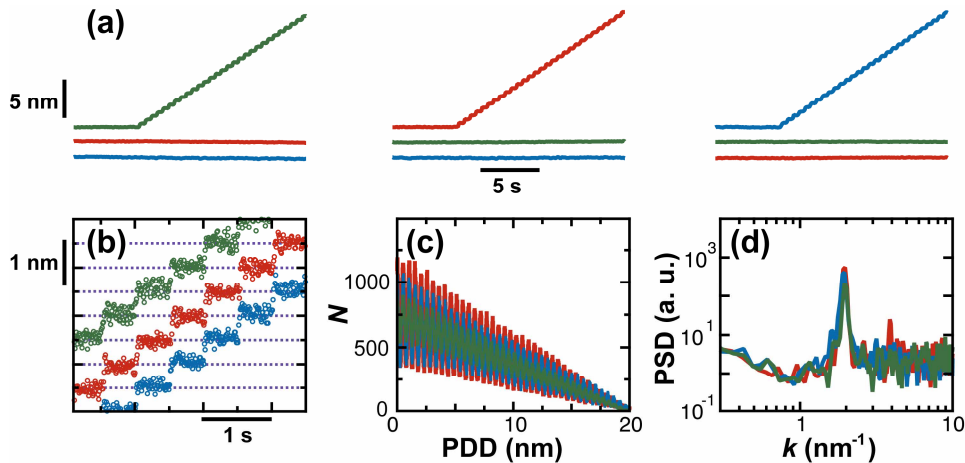 (a)
5 nm
5 s
(b)
1 nm
1 s
(c)
N
1000
500
0
0 10 20
PDD (nm)
(d)
PSD (a. u.)
10³
10¹
10⁻¹
1 10
k (nm⁻¹)